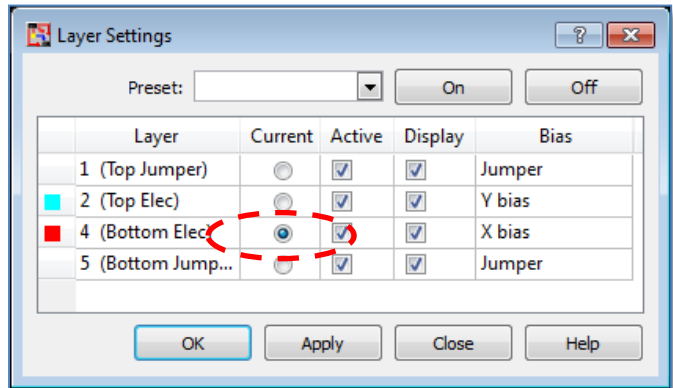 Layer Settings
Preset: On Off
Layer Current Active Display Bias
1 (Top Jumper) Jumper
2 (Top Elec) Y bias
4 (Bottom Elec) X bias
5 (Bottom Jump... Jumper
OK Apply Close Help